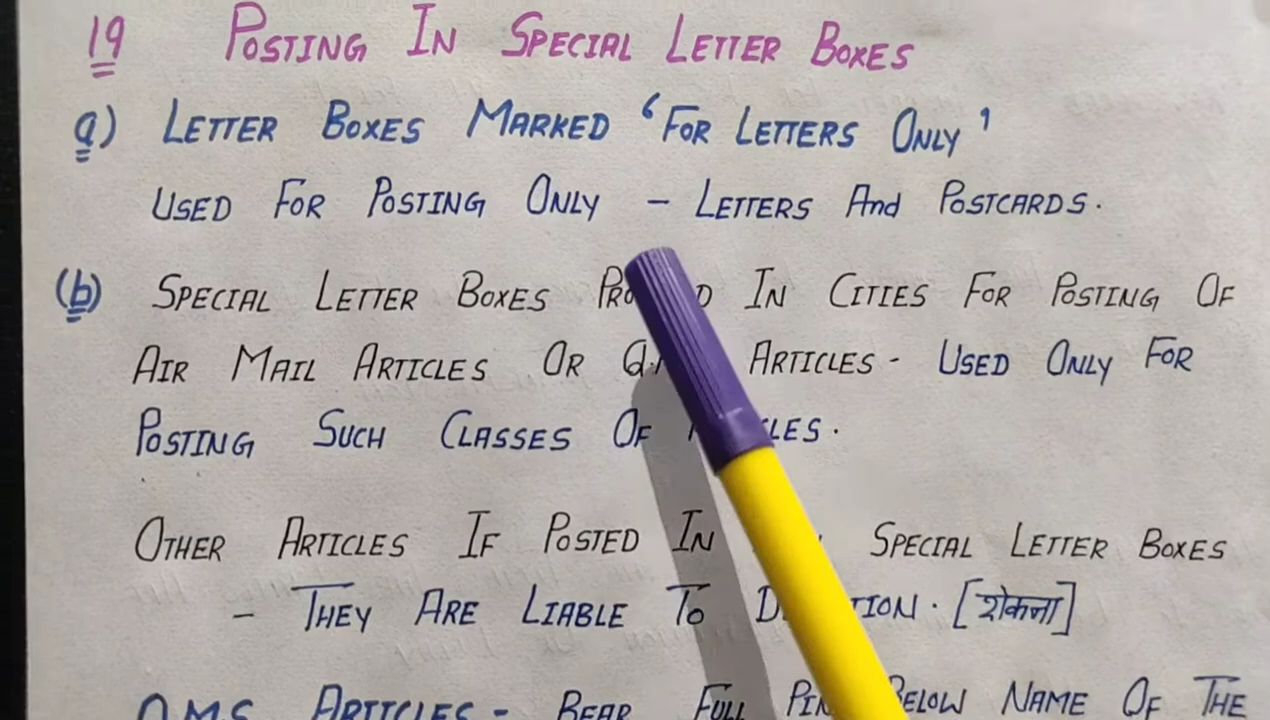 19 POSTING IN SPECIAL LETTER BOXES
a) LETTER BOXES MARKED 'FOR LETTERS ONLY'
USED FOR POSTING ONLY – LETTERS And POSTCARDS.
(b) SPECIAL LETTER BOXES IN CITIES FOR POSTING OF
AIR MAIL ARTICLES OR ARTICLES - USED ONLY FOR
POSTING SUCH CLASSES OF
OTHER ARTICLES IF POSTED IN SPECIAL LETTER BOXES
– THEY ARE LIABLE TO [रोकना]
Q.M.S ARTICLES - BEAR FULL PIN BELOW NAME OF THE